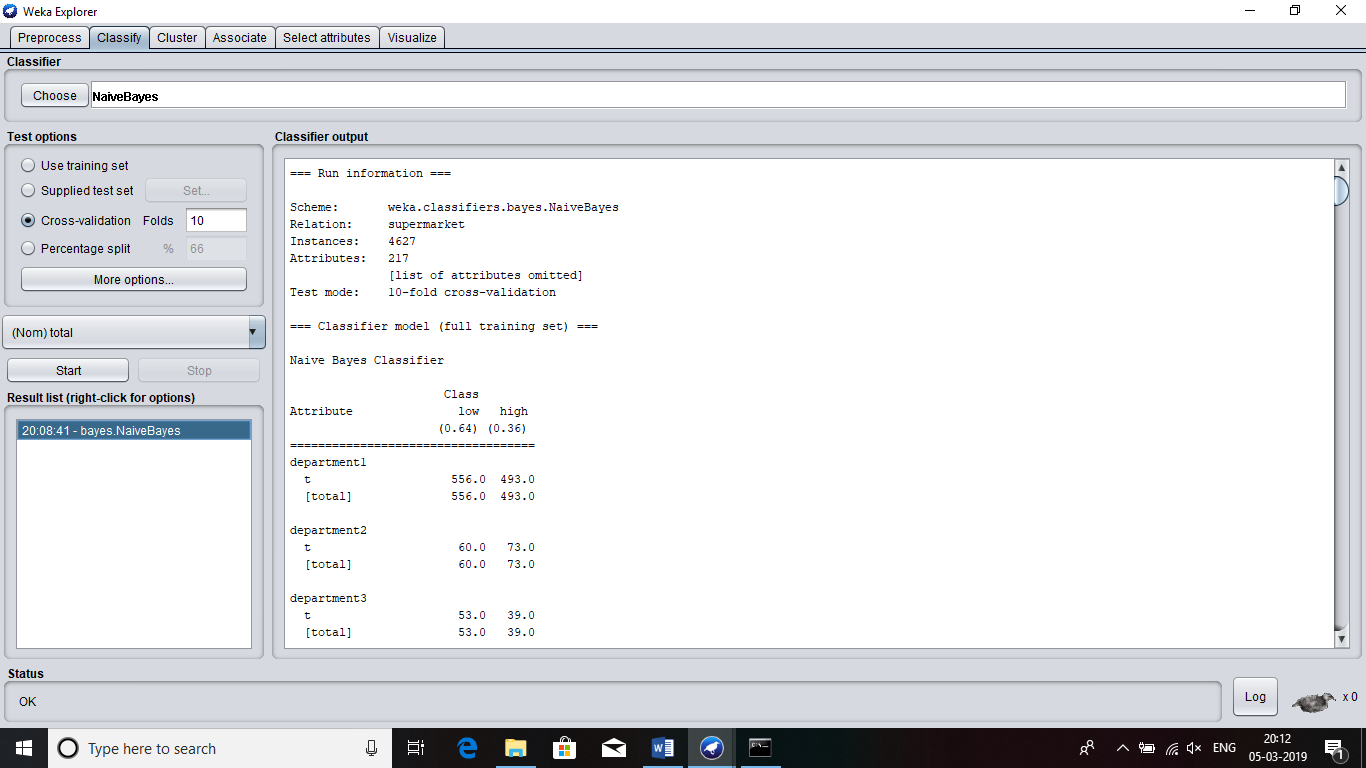 Weka Explorer
Preprocess Classify Cluster Associate Select attributes Visualize
Classifier
Choose NaiveBayes
Test options
Use training set
Supplied test set Set...
Cross-validation Folds 10
Percentage split % 66
More options...
(Nom) total
Start Stop
Result list (right-click for options)
20:08:41 - bayes.NaiveBayes
Classifier output
=== Run information ===
Scheme: weka.classifiers.bayes.NaiveBayes
Relation: supermarket
Instances: 4627
Attributes: 217
[list of attributes omitted]
Test mode: 10-fold cross-validation
=== Classifier model (full training set) ===
Naive Bayes Classifier
Class
Attribute low high
(0.64) (0.36)
===================================
department1
t 556.0 493.0
[total] 556.0 493.0
department2
t 60.0 73.0
[total] 60.0 73.0
department3
t 53.0 39.0
[total] 53.0 39.0
Status
OK
Log x 0
Type here to search
ENG
20:12
05-03-2019
1